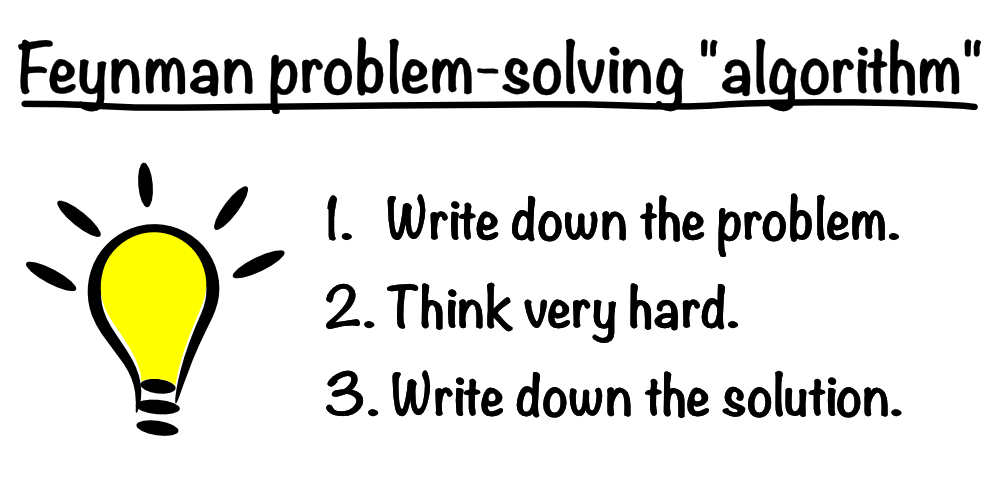 Feynman problem-solving "algorithm"
1. Write down the problem.
2. Think very hard.
3. Write down the solution.